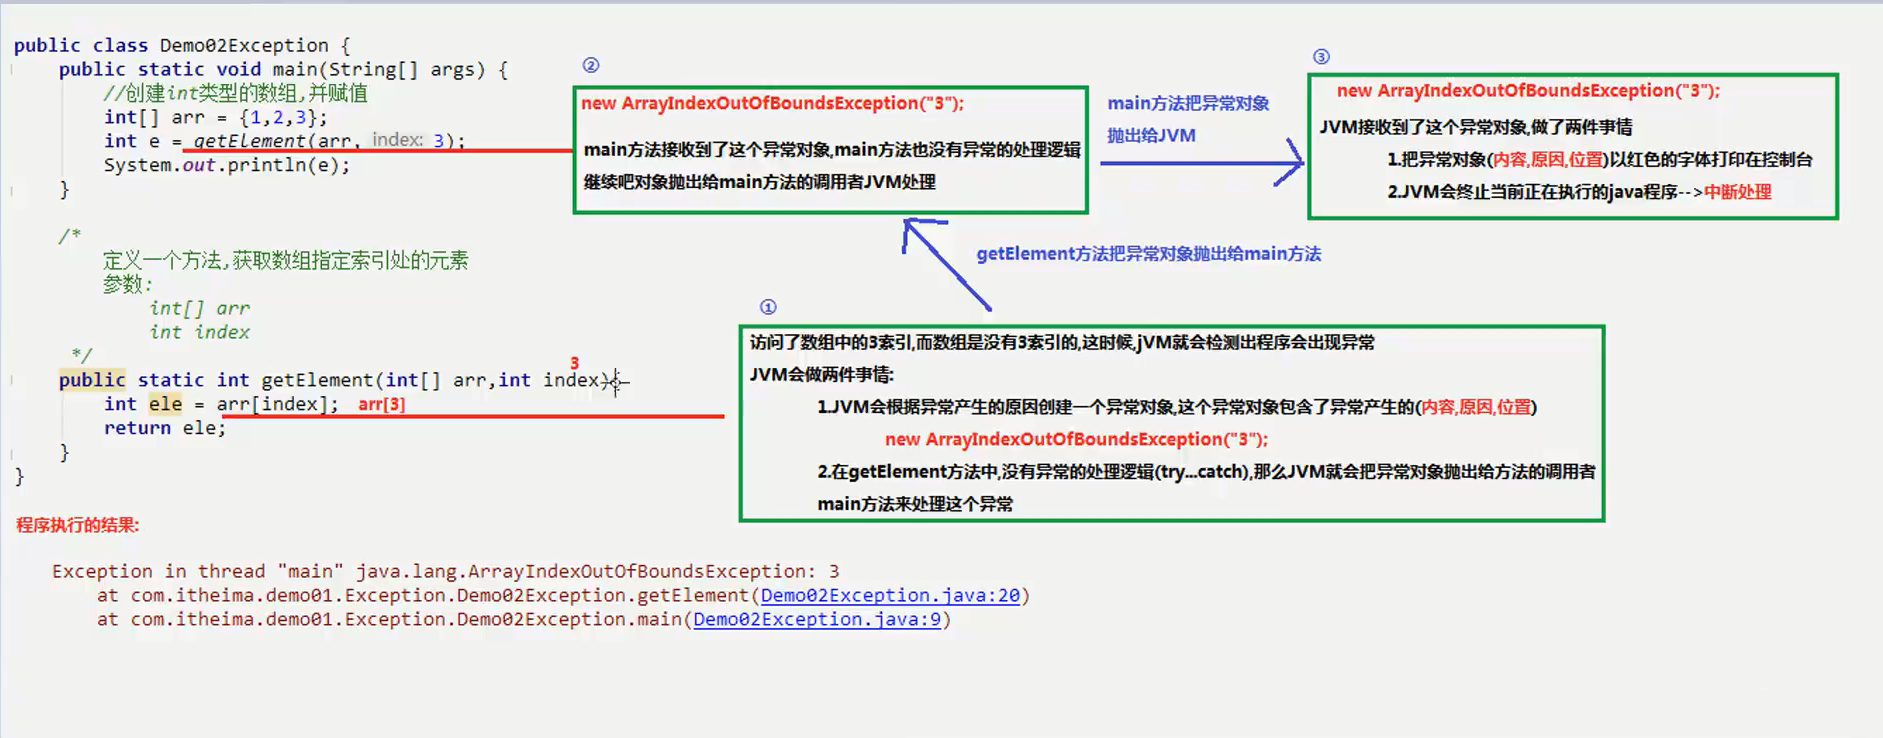 public class Demo02Exception {
public static void main(String[] args) {
//创建int类型的数组,并赋值
int[] arr = {1,2,3};
int e = getElement(arr, index: 3);
System.out.println(e);
}
/*
定义一个方法,获取数组指定索引处的元素
参数:
int[] arr
int index
*/
3
public static int getElement(int[] arr,int index){
int ele = arr[index]; arr[3]
return ele;
}
}
②
new ArrayIndexOutOfBoundsException("3");
main方法接收到了这个异常对象,main方法也没有异常的处理逻辑
继续吧对象抛出给main方法的调用者JVM处理
main方法把异常对象
抛出给JVM
③
new ArrayIndexOutOfBoundsException("3");
JVM接收到了这个异常对象,做了两件事情
1.把异常对象(内容,原因,位置)以红色的字体打印在控制台
2.JVM会终止当前正在执行的java程序-->中断处理
getElement方法把异常对象抛出给main方法
①
访问了数组中的3索引,而数组是没有3索引的,这时候,jVM就会检测出程序会出现异常
JVM会做两件事情:
1.JVM会根据异常产生的原因创建一个异常对象,这个异常对象包含了异常产生的(内容,原因,位置)
new ArrayIndexOutOfBoundsException("3");
2.在getElement方法中,没有异常的处理逻辑(try...catch),那么JVM就会把异常对象抛出给方法的调用者
main方法来处理这个异常
程序执行的结果:
Exception in thread "main" java.lang.ArrayIndexOutOfBoundsException: 3
at com.itheima.demo01.Exception.Demo02Exception.getElement(Demo02Exception.java:20)
at com.itheima.demo01.Exception.Demo02Exception.main(Demo02Exception.java:9)